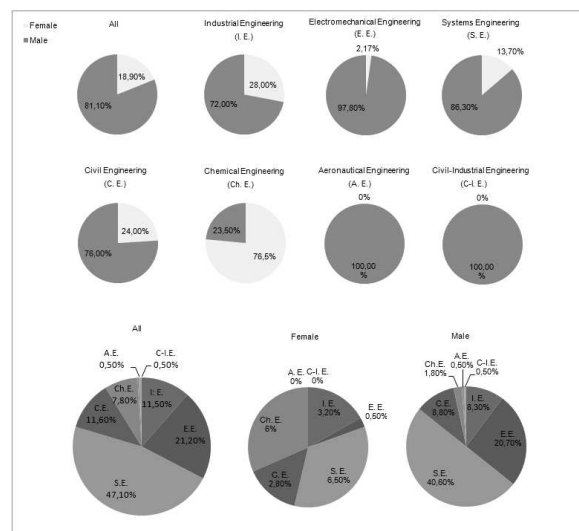 Female
Male
All
18,90%
81,10%
Industrial Engineering
(I. E.)
28,00%
72,00%
Electromechanical Engineering
(E. E.)
2,17%
97,80%
Systems Engineering
(S. E.)
13,70%
86,30%
Civil Engineering
(C. E.)
24,00%
76,00%
Chemical Engineering
(Ch. E.)
23,50%
76,5%
Aeronautical Engineering
(A. E.)
0%
100,00
%
Civil-Industrial Engineering
(C-I. E.)
0%
100,00
%
All
A.E.
0,50%
C-I.E.
0,50%
Ch.E.
7,80%
I: E.
11,50%
C.E.
11,60%
E.E.
21,20%
S.E.
47,10%
Female
A. E.
0%
C-I. E.
0%
I. E.
3,20%
E. E.
0,50%
Ch. E.
6%
C. E.
2,80%
S. E.
6,50%
Male
A.E.
0,50%
C-I.E.
0,50%
Ch.E.
1,80%
I. E.
8,30%
C.E.
8,80%
E.E.
20,70%
S.E.
40,60%